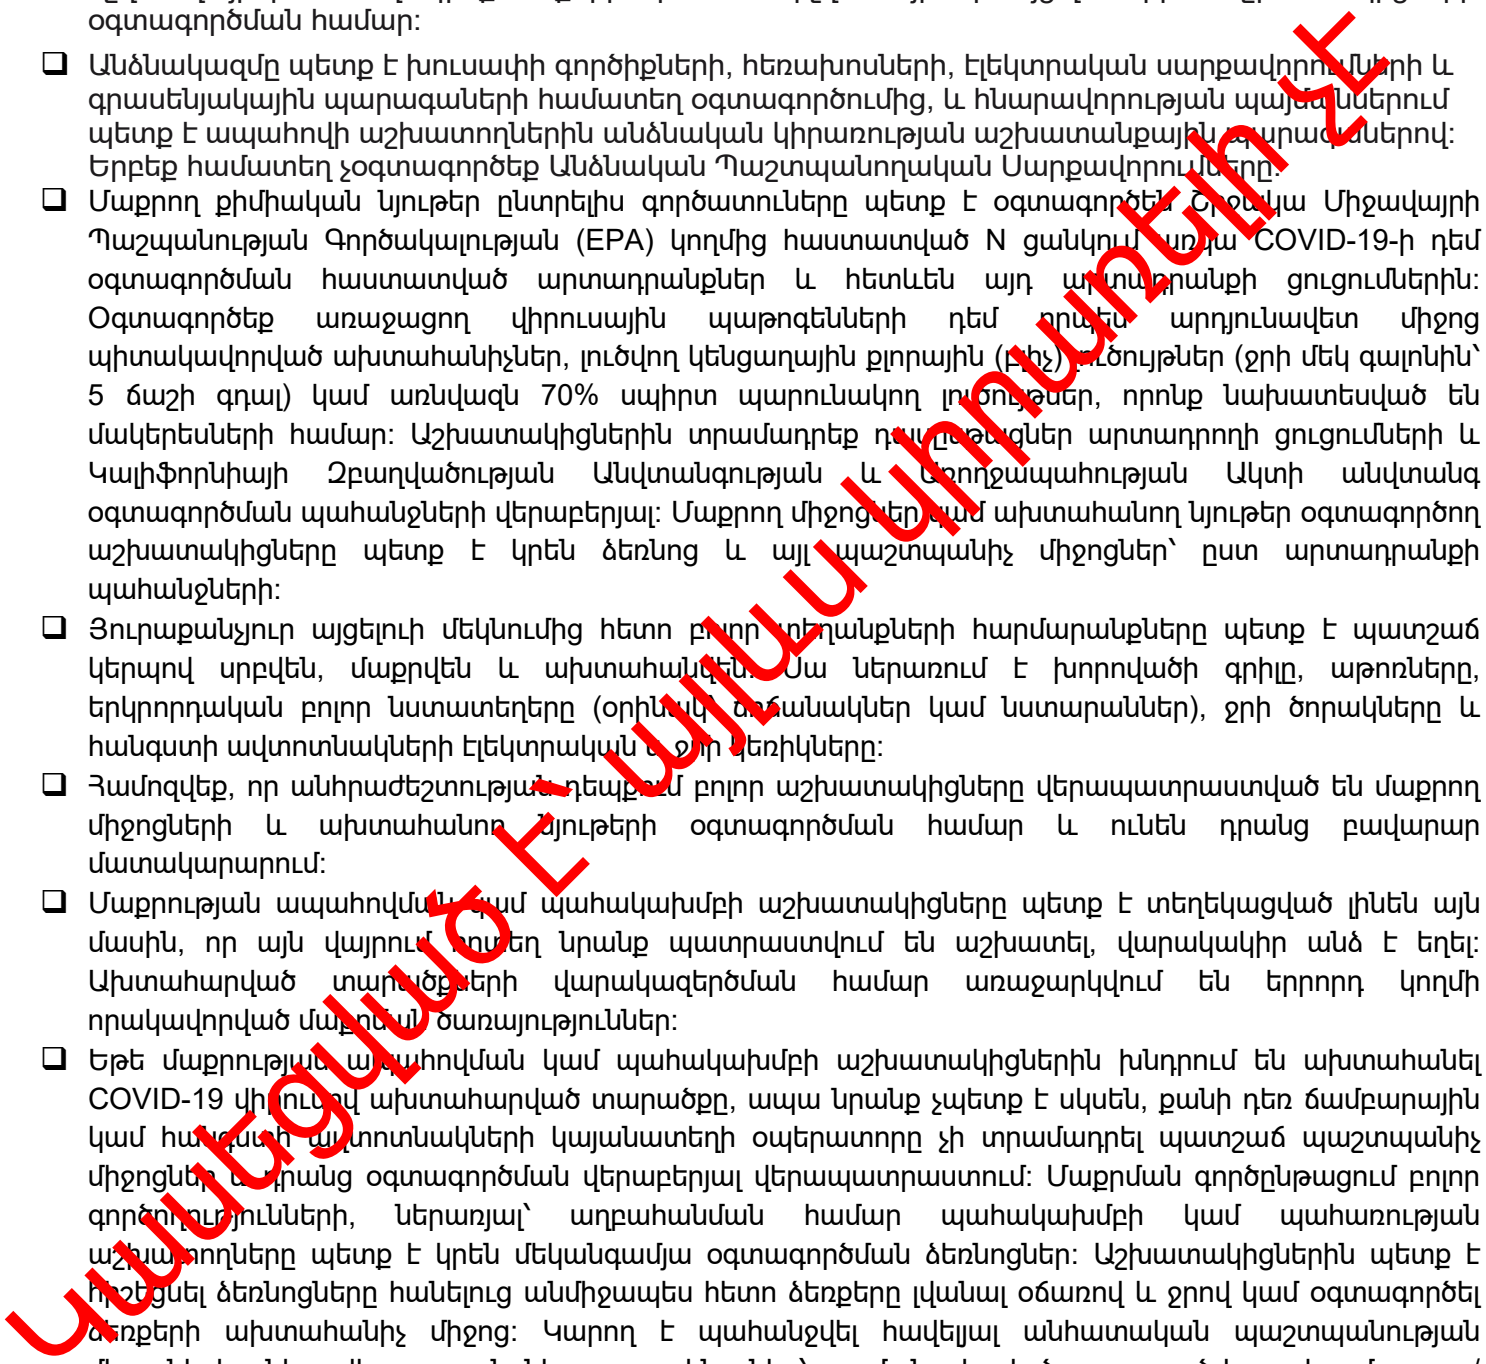 օգտագործման համար:
❑ Անձնակազմը պետք է խուսափի գործիքների, հեռախոսների, էլեկտրական սարքավորումների և
գրասենյակային պարագաների համատեղ օգտագործումից, և հնարավորության պայմաններում
պետք է ապահովի աշխատողներին անձնական կիրառության աշխատանքային պարագաներով:
Երբեք համատեղ չօգտագործեք Անձնական Պաշտպանողական Սարքավորումները:
❑ Մաքրող քիմիական նյութեր ընտրելիս գործատուները պետք է օգտագործեն Շրջակա Միջավայրի
Պաշպանության Գործակալության (EPA) կողմից հաստատված N ցանկում առկա COVID-19-ի դեմ
օգտագործման հաստատված արտադրանքներ և հետևեն այդ արտադրանքի ցուցումներին:
Օգտագործեք առաջացող վիրուսային պաթոգենների դեմ որպես արդյունավետ միջոց
պիտակավորված ախտահանիչներ, լուծվող կենցաղային քլորային (բլիչ) լուծույթներ (ջրի մեկ գալոնին՝
5 ճաշի գդալ) կամ առնվազն 70% սպիրտ պարունակող լուծույթներ, որոնք նախատեսված են
մակերեսների համար: Աշխատակիցներին տրամադրեք դասընթացներ արտադրողի ցուցումների և
Կալիֆորնիայի Զբաղվածության Անվտանգության և Առողջապահության Ակտի անվտանգ
օգտագործման պահանջների վերաբերյալ: Մաքրող միջոցներ կամ ախտահանող նյութեր օգտագործող
աշխատակիցները պետք է կրեն ձեռնոց և այլ պաշտպանիչ միջոցներ՝ ըստ արտադրանքի
պահանջների:
❑ Յուրաքանչյուր այցելուի մեկնումից հետո բոլոր տեղանքների հարմարանքները պետք է պատշաճ
կերպով սրբվեն, մաքրվեն և ախտահանվեն: Սա ներառում է խորովածի գրիլը, աթոռները,
երկրորդական բոլոր նստատեղերը (օրինակ՝ ճոճանակներ կամ նստարաններ), ջրի ծորակները և
հանգստի ավտոտնակների էլեկտրական և ջրի կեռիկները:
❑ Համոզվեք, որ անհրաժեշտության դեպքում բոլոր աշխատակիցները վերապատրաստված են մաքրող
միջոցների և ախտահանող նյութերի օգտագործման համար և ունեն դրանց բավարար
մատակարարում:
❑ Մաքրության ապահովման կամ պահակախմբի աշխատակիցները պետք է տեղեկացված լինեն այն
մասին, որ այն վայրում որտեղ նրանք պատրաստվում են աշխատել, վարակակիր անձ է եղել:
Ախտահարված տարածքների վարակազերծման համար առաջարկվում են երրորդ կողմի
որակավորված մաքրման ծառայություններ:
❑ Եթե մաքրության ապահովման կամ պահակախմբի աշխատակիցներին խնդրում են ախտահանել
COVID-19 վիրուսով ախտահարված տարածքը, ապա նրանք չպետք է սկսեն, քանի դեռ ճամբարային
կամ հանգստի ավտոտնակների կայանատեղի օպերատորը չի տրամադրել պատշաճ պաշտպանիչ
միջոցներ և դրանց օգտագործման վերաբերյալ վերապատրաստում: Մաքրման գործընթացում բոլոր
գործողությունների, ներառյալ՝ աղբահանման համար պահակախմբի կամ պահառության
աշխատողները պետք է կրեն մեկանգամյա օգտագործման ձեռնոցներ: Աշխատակիցներին պետք է
հիշեցնել ձեռնոցները հանելուց անմիջապես հետո ձեռքերը լվանալ օճառով և ջրով կամ օգտագործել
ձեռքերի ախտահանիչ միջոց: Կարող է պահանջվել հավելյալ անհատական պաշտպանության
Կասեցված է՝ այլևս կիրառելի չէ